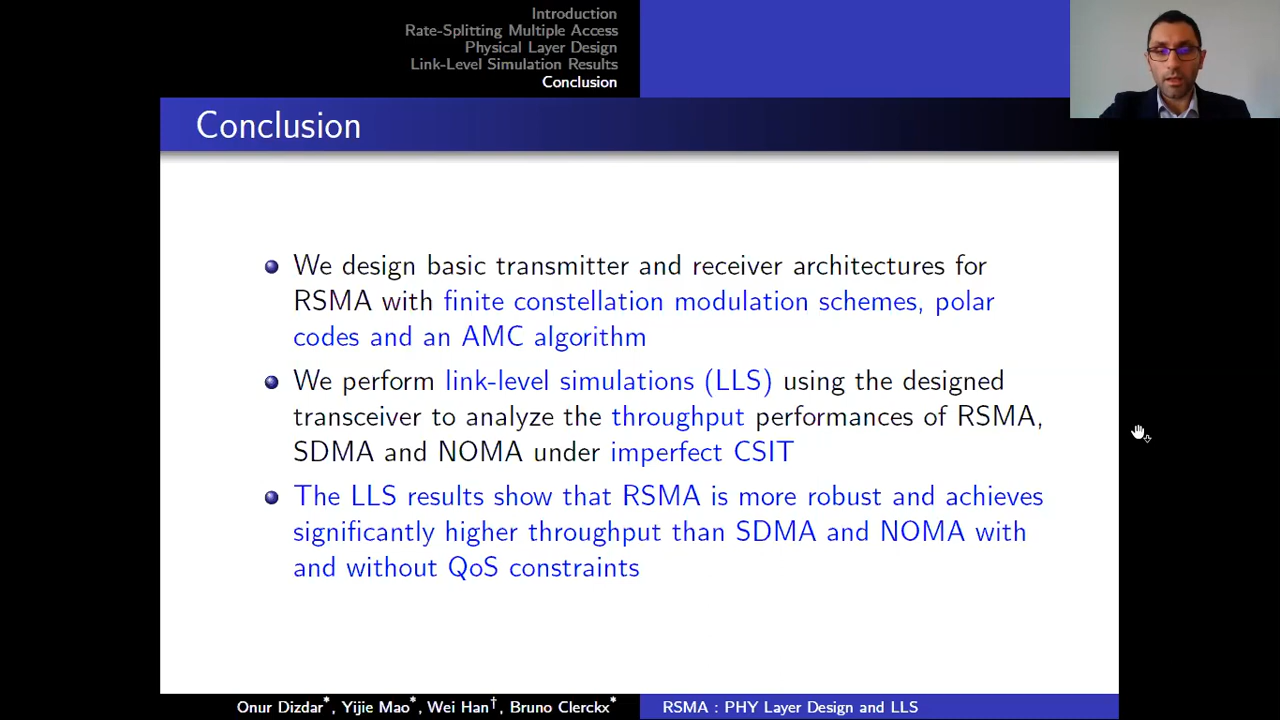 Introduction
Rate-Splitting Multiple Access
Physical Layer Design
Link-Level Simulation Results
Conclusion
Conclusion
We design basic transmitter and receiver architectures for
RSMA with finite constellation modulation schemes, polar
codes and an AMC algorithm
We perform link-level simulations (LLS) using the designed
transceiver to analyze the throughput performances of RSMA,
SDMA and NOMA under imperfect CSIT
The LLS results show that RSMA is more robust and achieves
significantly higher throughput than SDMA and NOMA with
and without QoS constraints
Onur Dizdar*, Yijie Mao*, Wei Han†, Bruno Clerckx*
RSMA : PHY Layer Design and LLS